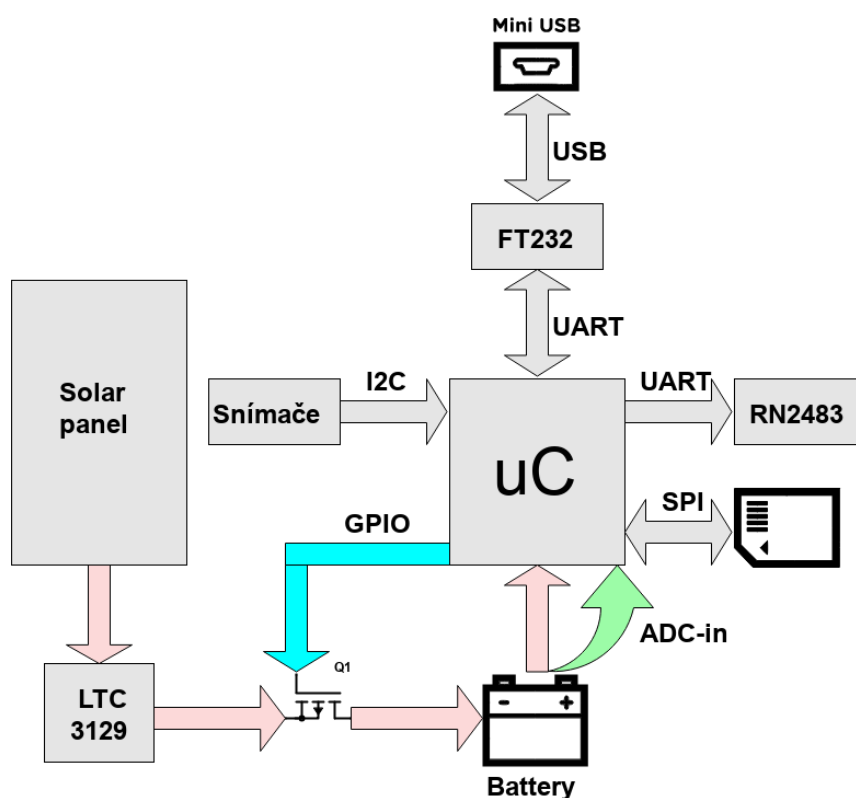 Mini USB
USB
FT232
UART
Solar
panel
Snímače
I2C
uC
UART
RN2483
SPI
GPIO
ADC-in
Q1
LTC
3129
Battery